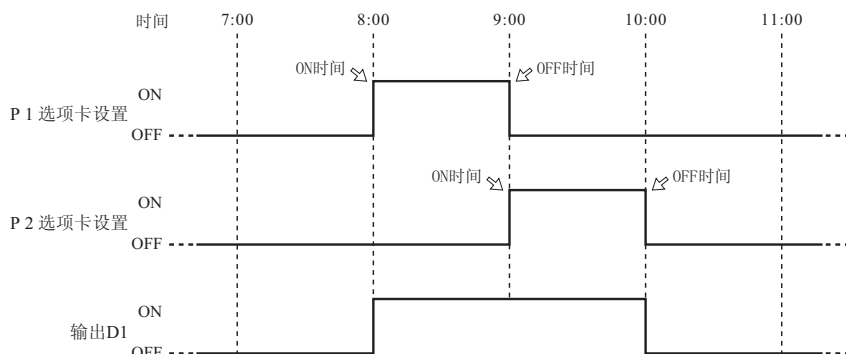 时间 7:00 8:00 9:00 10:00 11:00
ON时间 OFF时间
ON
P 1 选项卡设置
OFF
ON时间 OFF时间
ON
P 2 选项卡设置
OFF
ON
输出D1
OFF